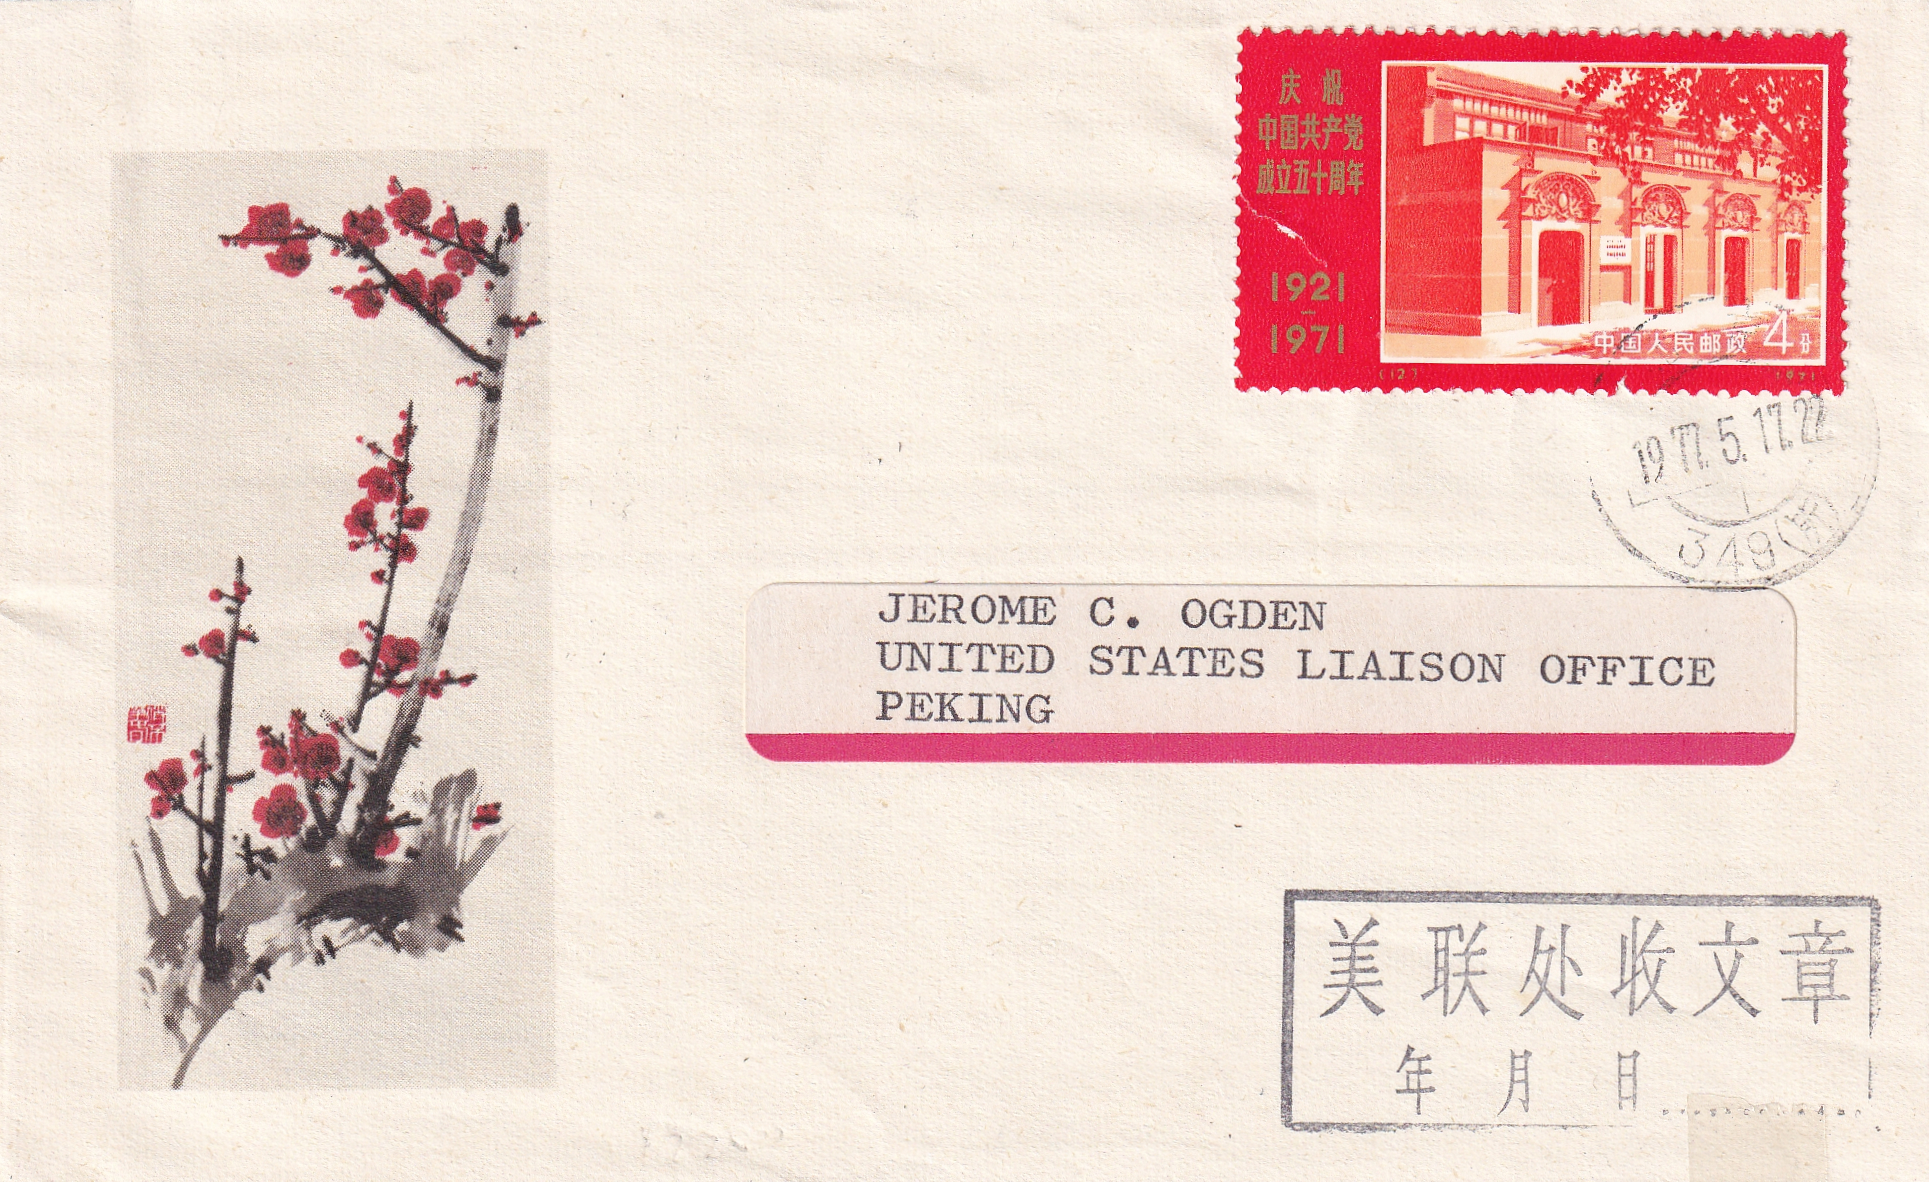 庆祝
中国共产党
成立五十周年
1921
-
1971
中国人民邮政 4分
(12)
1971
1977.5.17.22
349(京)
JEROME C. OGDEN
UNITED STATES LIAISON OFFICE
PEKING
美联处收文章
年 月 日